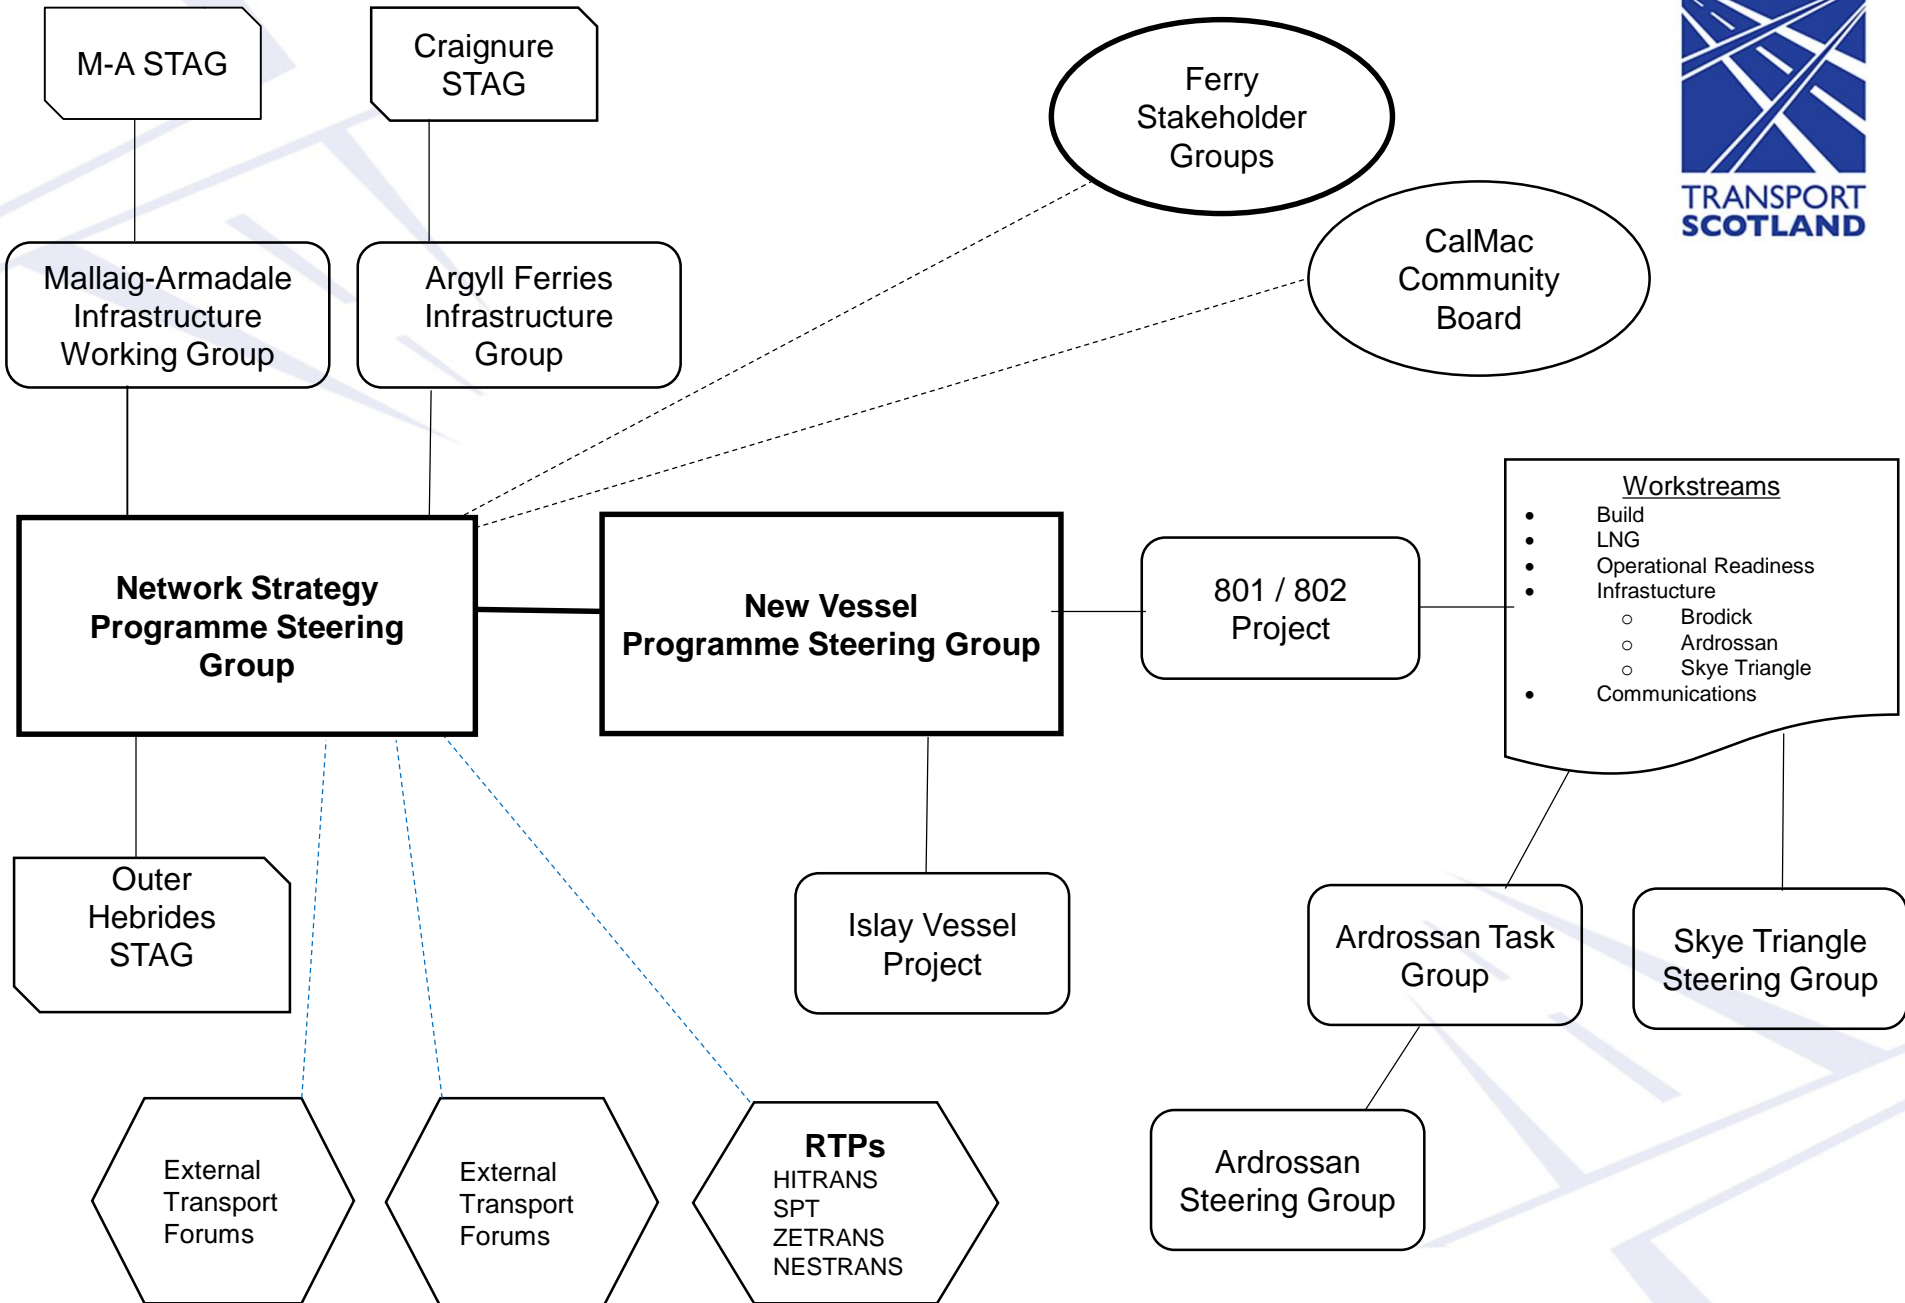 M-A STAG
Craignure
STAG
Ferry
Stakeholder
Groups
TRANSPORT
SCOTLAND
CalMac
Community
Board
Mallaig-Armadale
Infrastructure
Working Group
Argyll Ferries
Infrastructure
Group
Network Strategy
Programme Steering
Group
New Vessel
Programme Steering Group
801 / 802
Project
Workstreams
• Build
• LNG
• Operational Readiness
• Infrastucture
o Brodick
o Ardrossan
o Skye Triangle
• Communications
Outer
Hebrides
STAG
Islay Vessel
Project
Ardrossan Task
Group
Skye Triangle
Steering Group
Ardrossan
Steering Group
External
Transport
Forums
External
Transport
Forums
RTPs
HITRANS
SPT
ZETRANS
NESTRANS